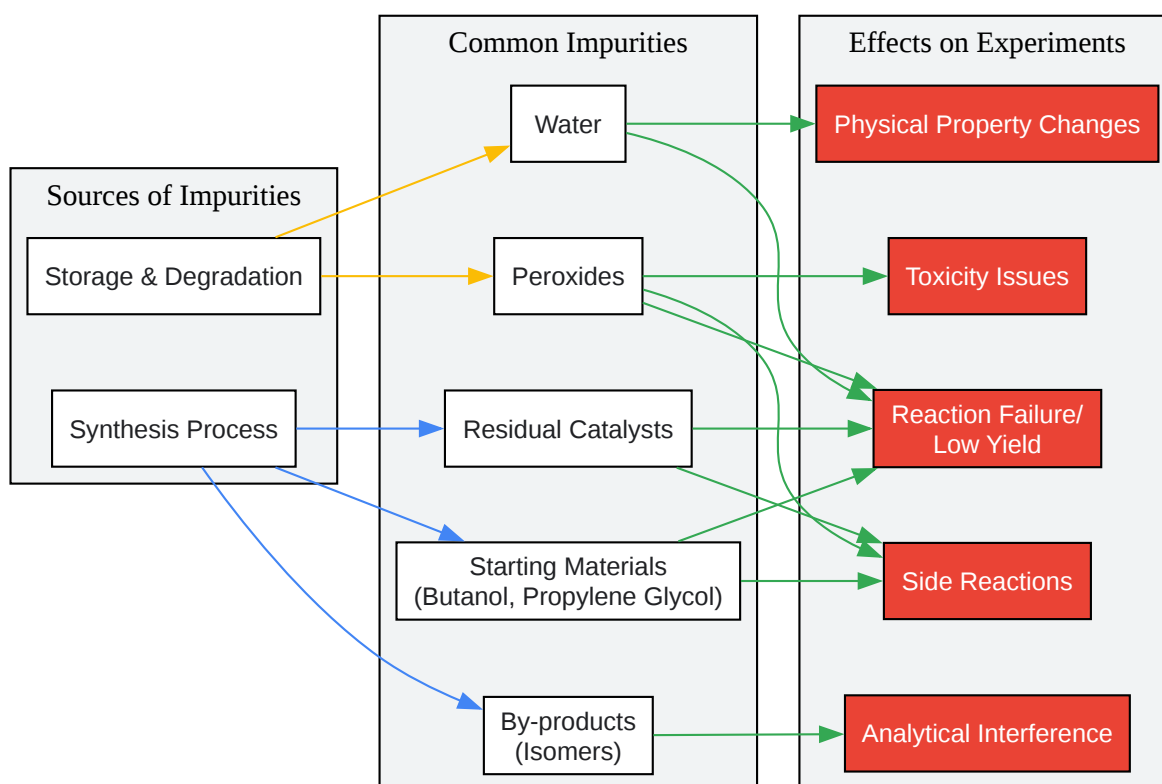 Sources of Impurities
Storage & Degradation
Synthesis Process
Common Impurities
Water
Peroxides
Residual Catalysts
Starting Materials
(Butanol, Propylene Glycol)
By-products
(Isomers)
Effects on Experiments
Physical Property Changes
Toxicity Issues
Reaction Failure/
Low Yield
Side Reactions
Analytical Interference